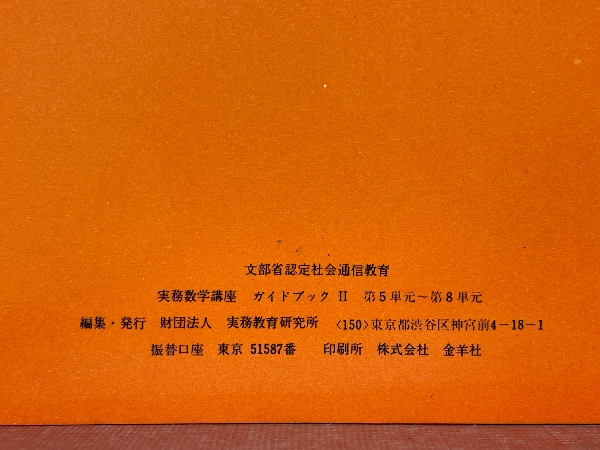 文部省認定社会通信教育
実務数学講座 ガイドブック II 第5単元～第8単元
編集・発行 財団法人 実務教育研究所 〈150〉東京都渋谷区神宮前4－18－1
振替口座 東京 51587番 印刷所 株式会社 金羊社